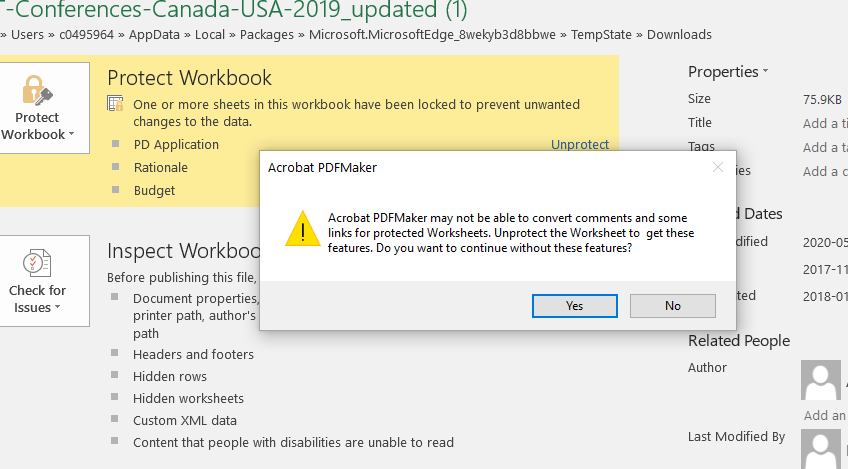 T-Conferences-Canada-USA-2019_updated (1)
» Users » c0495964 » AppData » Local » Packages » Microsoft.MicrosoftEdge_8wekyb3d8bbwe » TempState » Downloads
Protect
Workbook
Protect Workbook
One or more sheets in this workbook have been locked to prevent unwanted
changes to the data.
PD Application
Unprotect
Rationale
Budget
Acrobat PDFMaker
Acrobat PDFMaker may not be able to convert comments and some
links for protected Worksheets. Unprotect the Worksheet to  get these
features. Do you want to continue without these features?
Yes
No
Check for
Issues
Inspect Workboo
Before publishing this file,
Document properties,
printer path, author's
path
Headers and footers
Hidden rows
Hidden worksheets
Custom XML data
Content that people with disabilities are unable to read
Properties
Size
75.9KB
Title
Add a ti
Tags
Add a ta
ies
Add a c
d Dates
odified
2020-05
2017-11
ted
2018-01
Related People
Author
Add an
Last Modified By